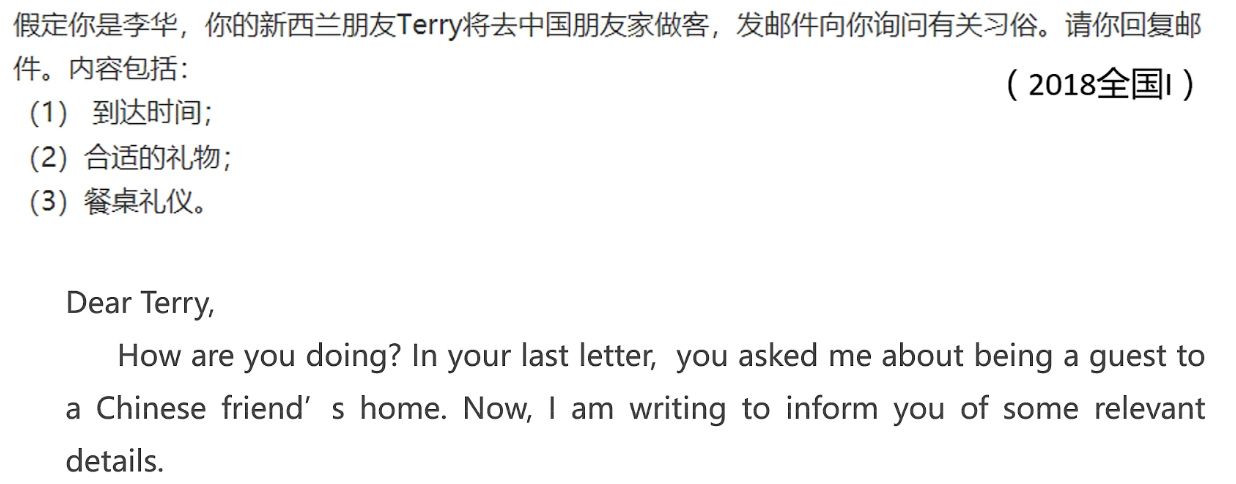 假定你是李华，你的新西兰朋友Terry将去中国朋友家做客，发邮件向你询问有关习俗。请你回复邮
件。内容包括：
（2018全国I）
（1） 到达时间；
（2）合适的礼物；
（3）餐桌礼仪。
Dear Terry,
How are you doing? In your last letter, you asked me about being a guest to
a Chinese friend’s home. Now, I am writing to inform you of some relevant
details.